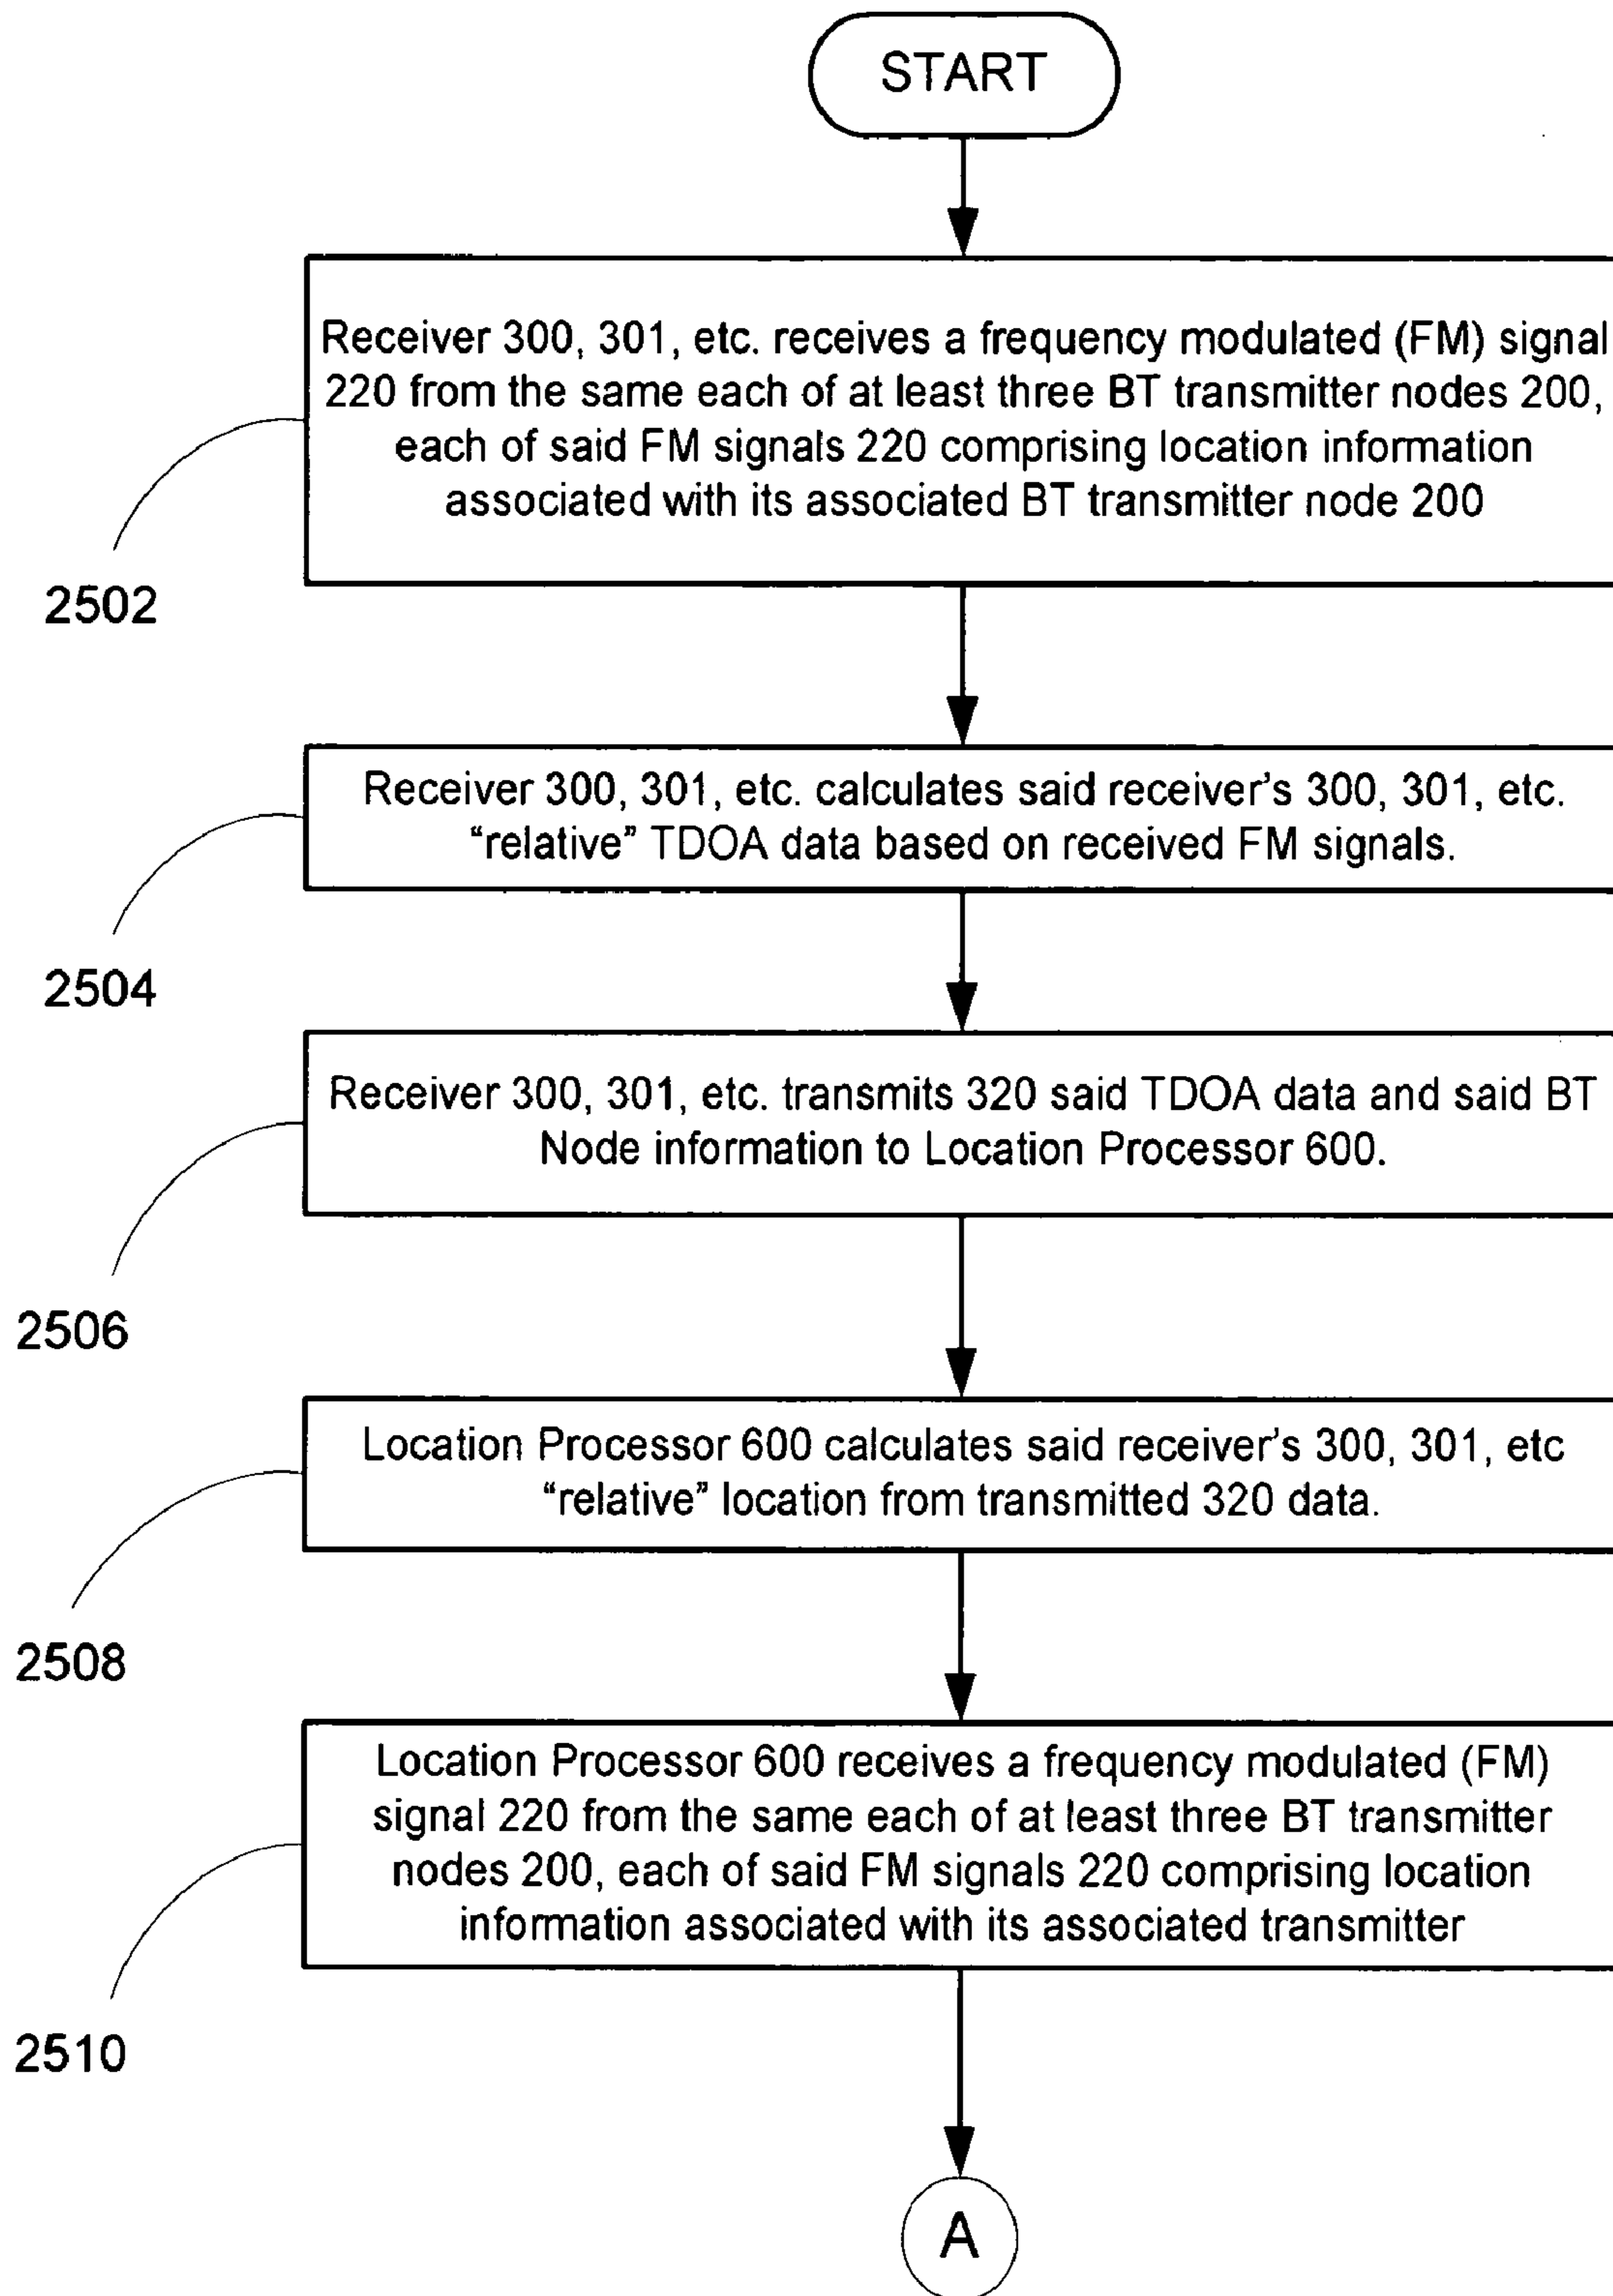 START
Receiver 300, 301, etc. receives a frequency modulated (FM) signal
220 from the same each of at least three BT transmitter nodes 200,
each of said FM signals 220 comprising location information
associated with its associated BT transmitter node 200
2502
Receiver 300, 301, etc. calculates said receiver's 300, 301, etc.
“relative” TDOA data based on received FM signals.
2504
Receiver 300, 301, etc. transmits 320 said TDOA data and said BT
Node information to Location Processor 600.
2506
Location Processor 600 calculates said receiver's 300, 301, etc
“relative” location from transmitted 320 data.
2508
Location Processor 600 receives a frequency modulated (FM)
signal 220 from the same each of at least three BT transmitter
nodes 200, each of said FM signals 220 comprising location
information associated with its associated transmitter
2510
A